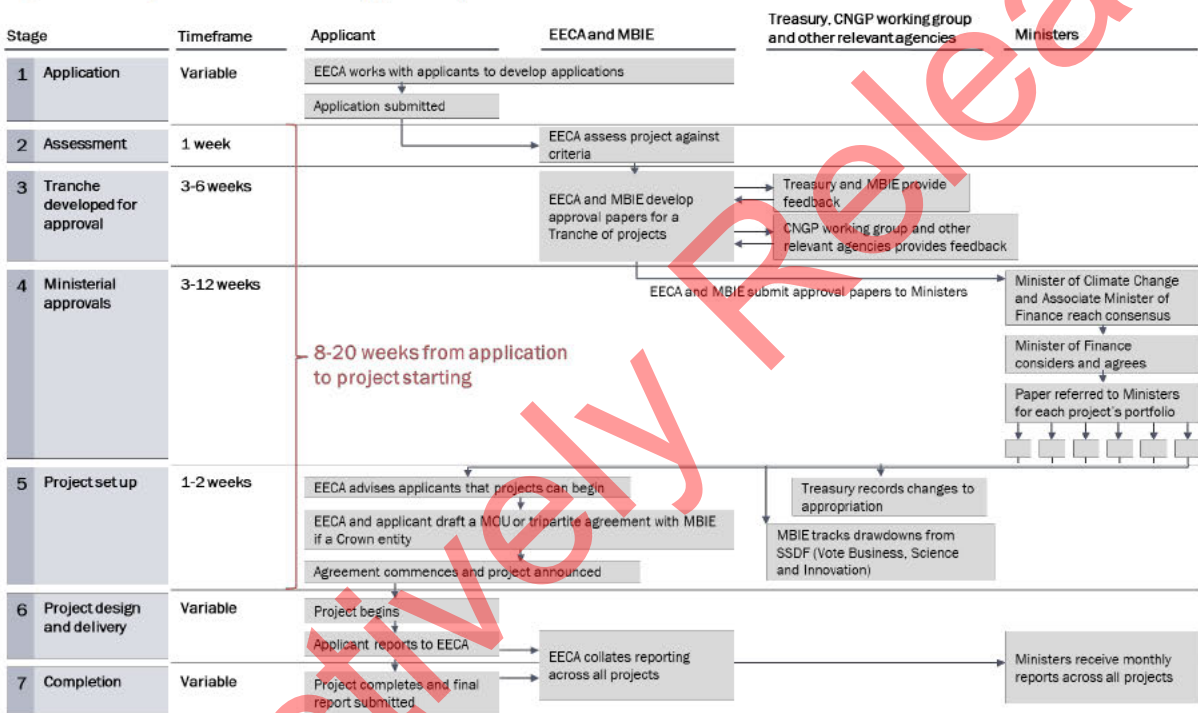 Treasury, CNGP working group
Stage
Timeframe
Applicant
EECA and MBIE
and other relevant agencies
Ministers
1 Application
Variable
EECA works with applicants to develop applications
Application submitted
2 Assessment
1 week
EECA assess project against
criteria
3 Tranche
developed for
approval
3-6 weeks
EECA and MBIE develop
approval papers for a
Tranche of projects
Treasury and MBIE provide
feedback
CNGP working group and other
relevant agencies provides feedback
4 Ministerial
approvals
3-12 weeks
EECA and MBIE submit approval papers to Ministers
Minister of Climate Change
and Associate Minister of
Finance reach consensus
Minister of Finance
considers and agrees
Paper referred to Ministers
for each project's portfolio
8-20 weeks from application
to project starting
5 Project set up
1-2 weeks
EECA advises applicants that projects can begin
EECA and applicant draft a MOU or tripartite agreement with MBIE
if a Crown entity
Agreement commences and project announced
Treasury records changes to
appropriation
MBIE tracks drawdowns from
SSDF (Vote Business, Science
and Innovation)
6 Project design
and delivery
Variable
Project begins
Applicant reports to EECA
EECA collates reporting
across all projects
Ministers receive monthly
reports across all projects
7 Completion
Variable
Project completes and final
report submitted